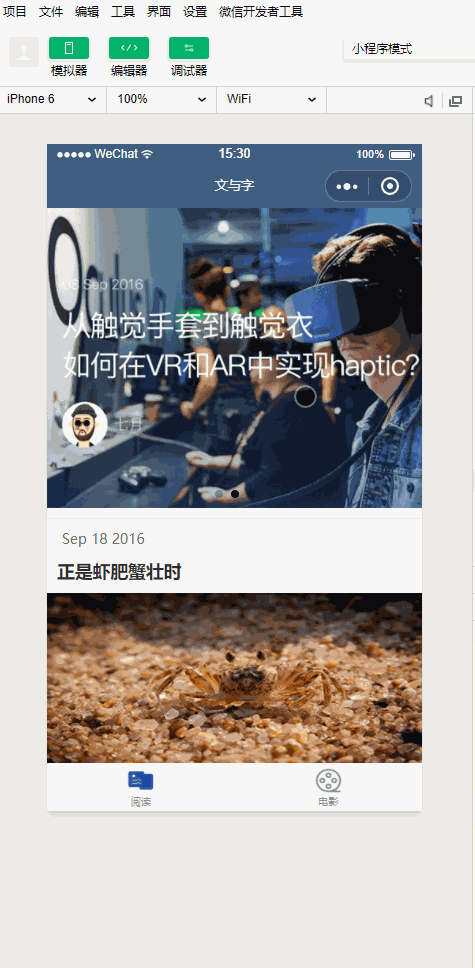 项目 文件 编辑 工具 界面 设置 微信开发者工具
模拟器 编辑器 调试器 小程序模式
iPhone 6 100% WiFi
WeChat 15:30 100%
文与字
03 Sep 2016
从触觉手套到触觉衣
如何在VR和AR中实现haptic?
七月
Sep 18 2016
正是虾肥蟹壮时
阅读 电影